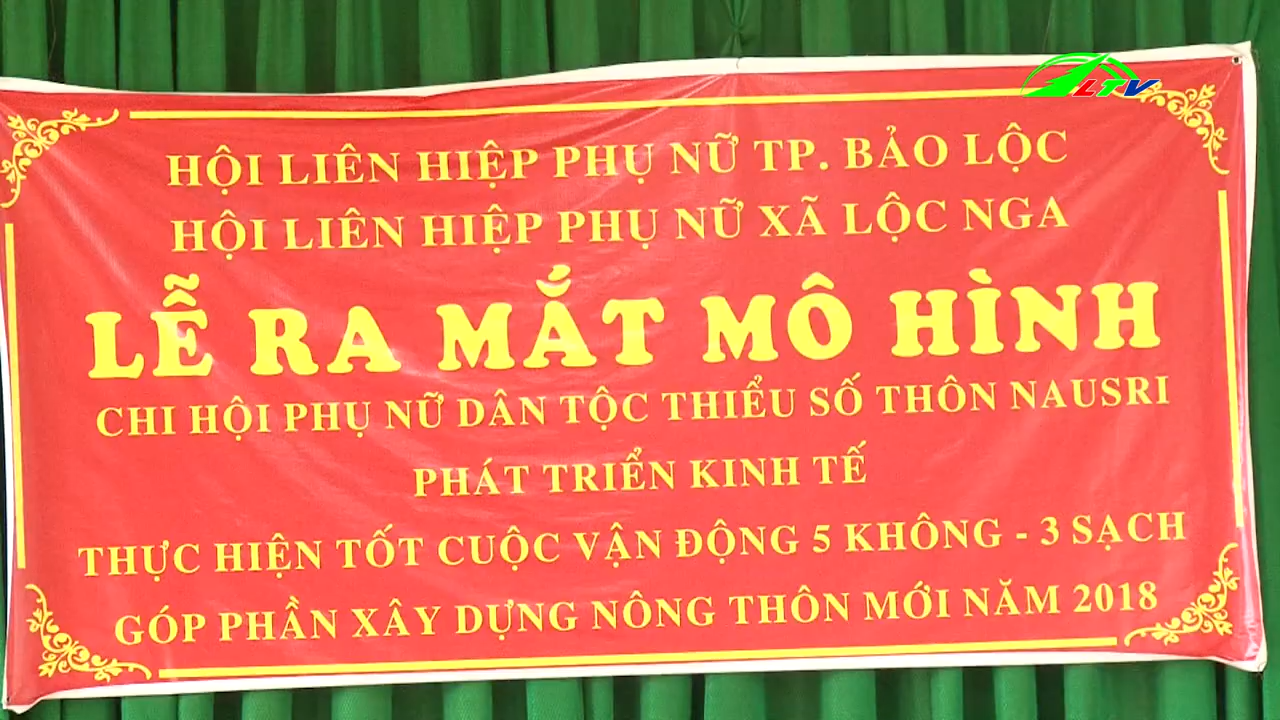 LTV
HỘI LIÊN HIỆP PHỤ NỮ TP. BẢO LỘC
HỘI LIÊN HIỆP PHỤ NỮ XÃ LỘC NGA
LỄ RA MẮT MÔ HÌNH
CHI HỘI PHỤ NỮ DÂN TỘC THIỂU SỐ THÔN NAUSRI
PHÁT TRIỂN KINH TẾ
THỰC HIỆN TỐT CUỘC VẬN ĐỘNG 5 KHÔNG - 3 SẠCH
GÓP PHẦN XÂY DỰNG NÔNG THÔN MỚI NĂM 2018